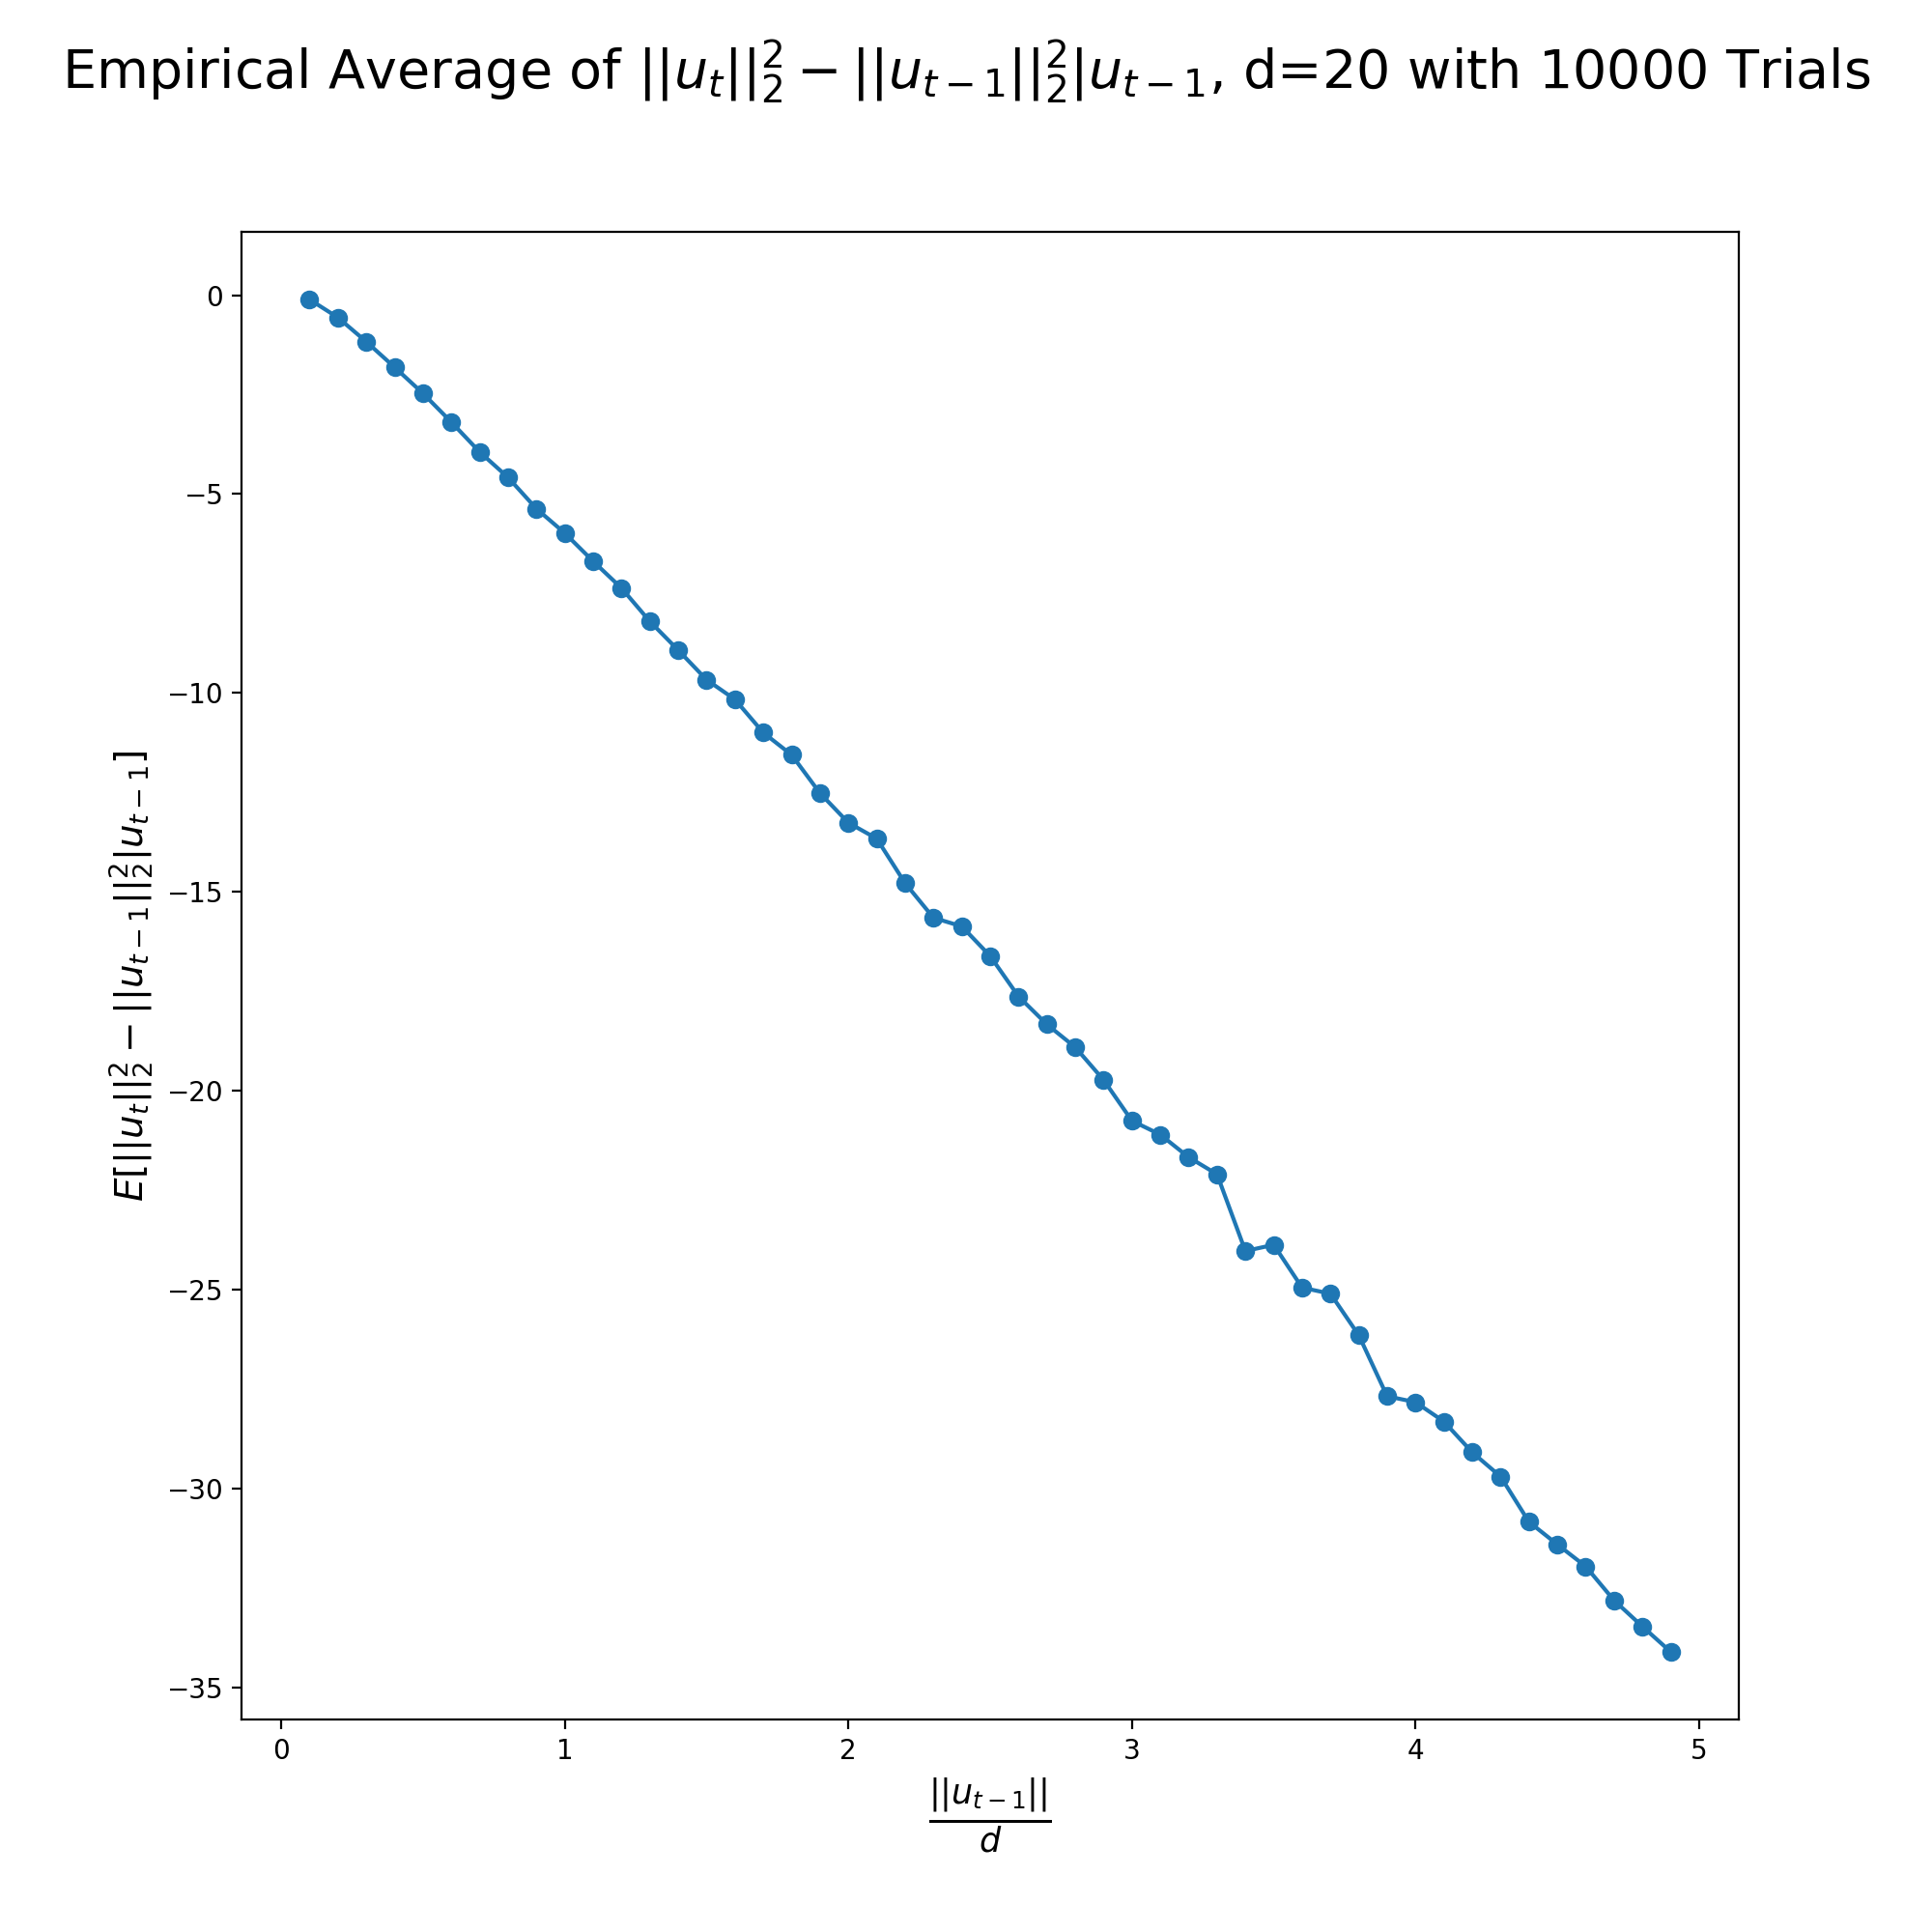 Empirical Average of $||u_t||_2^2 - ||u_{t-1}||_2^2|u_{t-1}$, d=20 with 10000 Trials
$E[||u_t||_2^2 - ||u_{t-1}||_2^2|u_{t-1}]$
0
−5
−10
−15
−20
−25
−30
−35
0 1 2 3 4 5
$\frac{||u_{t-1}||}{d}$